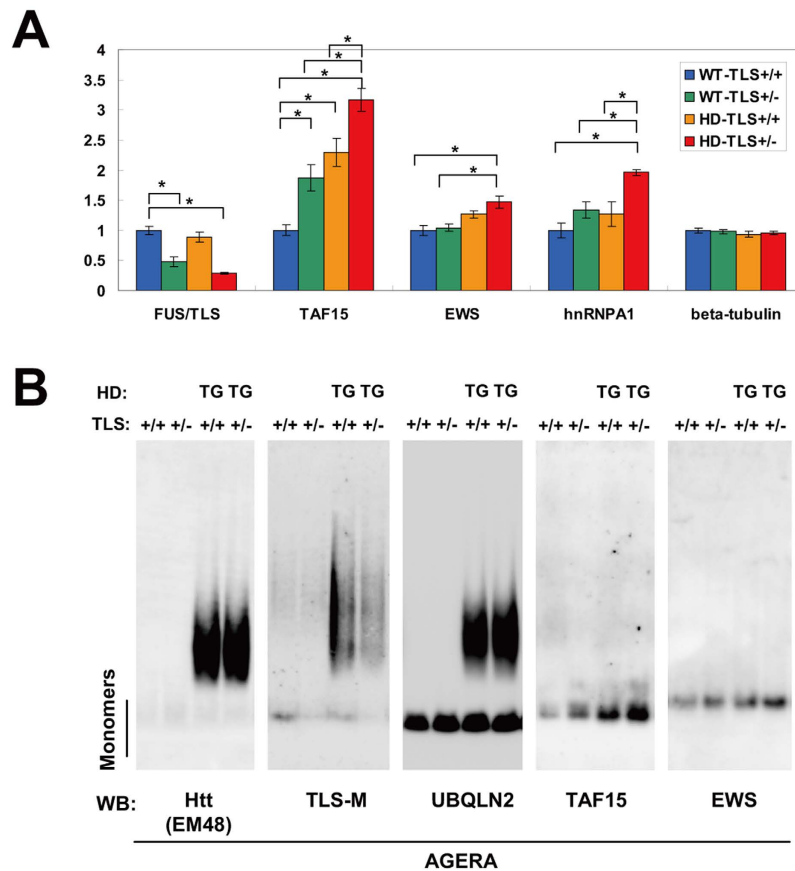 A
4
3.5
3
2.5
2
1.5
1
0.5
0
* * * * * * * * * * * * *
WT-TLS+/+
WT-TLS+/-
HD-TLS+/+
HD-TLS+/-
FUS/TLS TAF15 EWS hnRNPA1 beta-tubulin
B
HD: TG TG TG TG TG TG TG TG TG TG
TLS: +/+ +/- +/+ +/- +/+ +/- +/+ +/- +/+ +/- +/+ +/- +/+ +/- +/+ +/- +/+ +/- +/+ +/-
Monomers
WB: Htt TLS-M UBQLN2 TAF15 EWS
(EM48)
AGERA